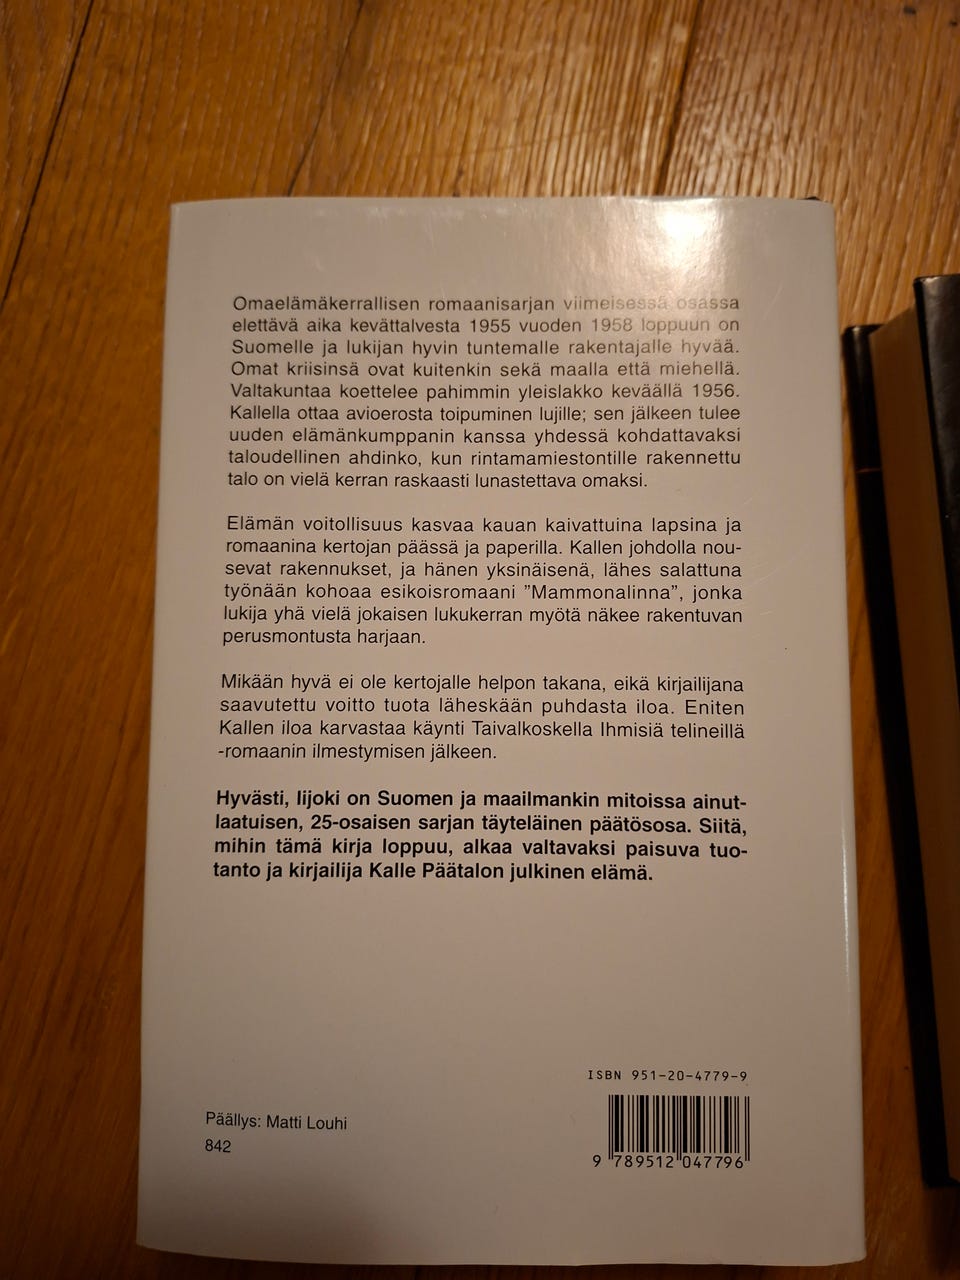 Omaelämäkerrallisen romaanisarjan viimeisessä osassa
elettävä aika kevättalvesta 1955 vuoden 1958 loppuun on
Suomelle ja lukijan hyvin tuntemalle rakentajalle hyvää.
Omat kriisinsä ovat kuitenkin sekä maalla että miehellä.
Valtakuntaa koettelee pahimmin yleislakko keväällä 1956.
Kallella ottaa avioerosta toipuminen lujille; sen jälkeen tulee
uuden elämänkumppanin kanssa yhdessä kohdattavaksi
taloudellinen ahdinko, kun rintamamiestontille rakennettu
talo on vielä kerran raskaasti lunastettava omaksi.
Elämän voitollisuus kasvaa kauan kaivattuina lapsina ja
romaanina kertojan päässä ja paperilla. Kallen johdolla nou-
sevat rakennukset, ja hänen yksinäisenä, lähes salattuna
työnään kohoaa esikoisromaani ”Mammonalinna”, jonka
lukija yhä vielä jokaisen lukukerran myötä näkee rakentuvan
perusmontusta harjaan.
Mikään hyvä ei ole kertojalle helpon takana, eikä kirjailijana
saavutettu voitto tuota läheskään puhdasta iloa. Eniten
Kallen iloa karvastaa käynti Taivalkoskella Ihmisiä telineillä
-romaanin ilmestymisen jälkeen.
Hyvästi, Iijoki on Suomen ja maailmankin mitoissa ainut-
laatuisen, 25-osaisen sarjan täyteläinen päätösosa. Siitä,
mihin tämä kirja loppuu, alkaa valtavaksi paisuva tuo-
tanto ja kirjailija Kalle Päätalon julkinen elämä.
ISBN 951-20-4779-9
Päällys: Matti Louhi
842
9 789512 047796